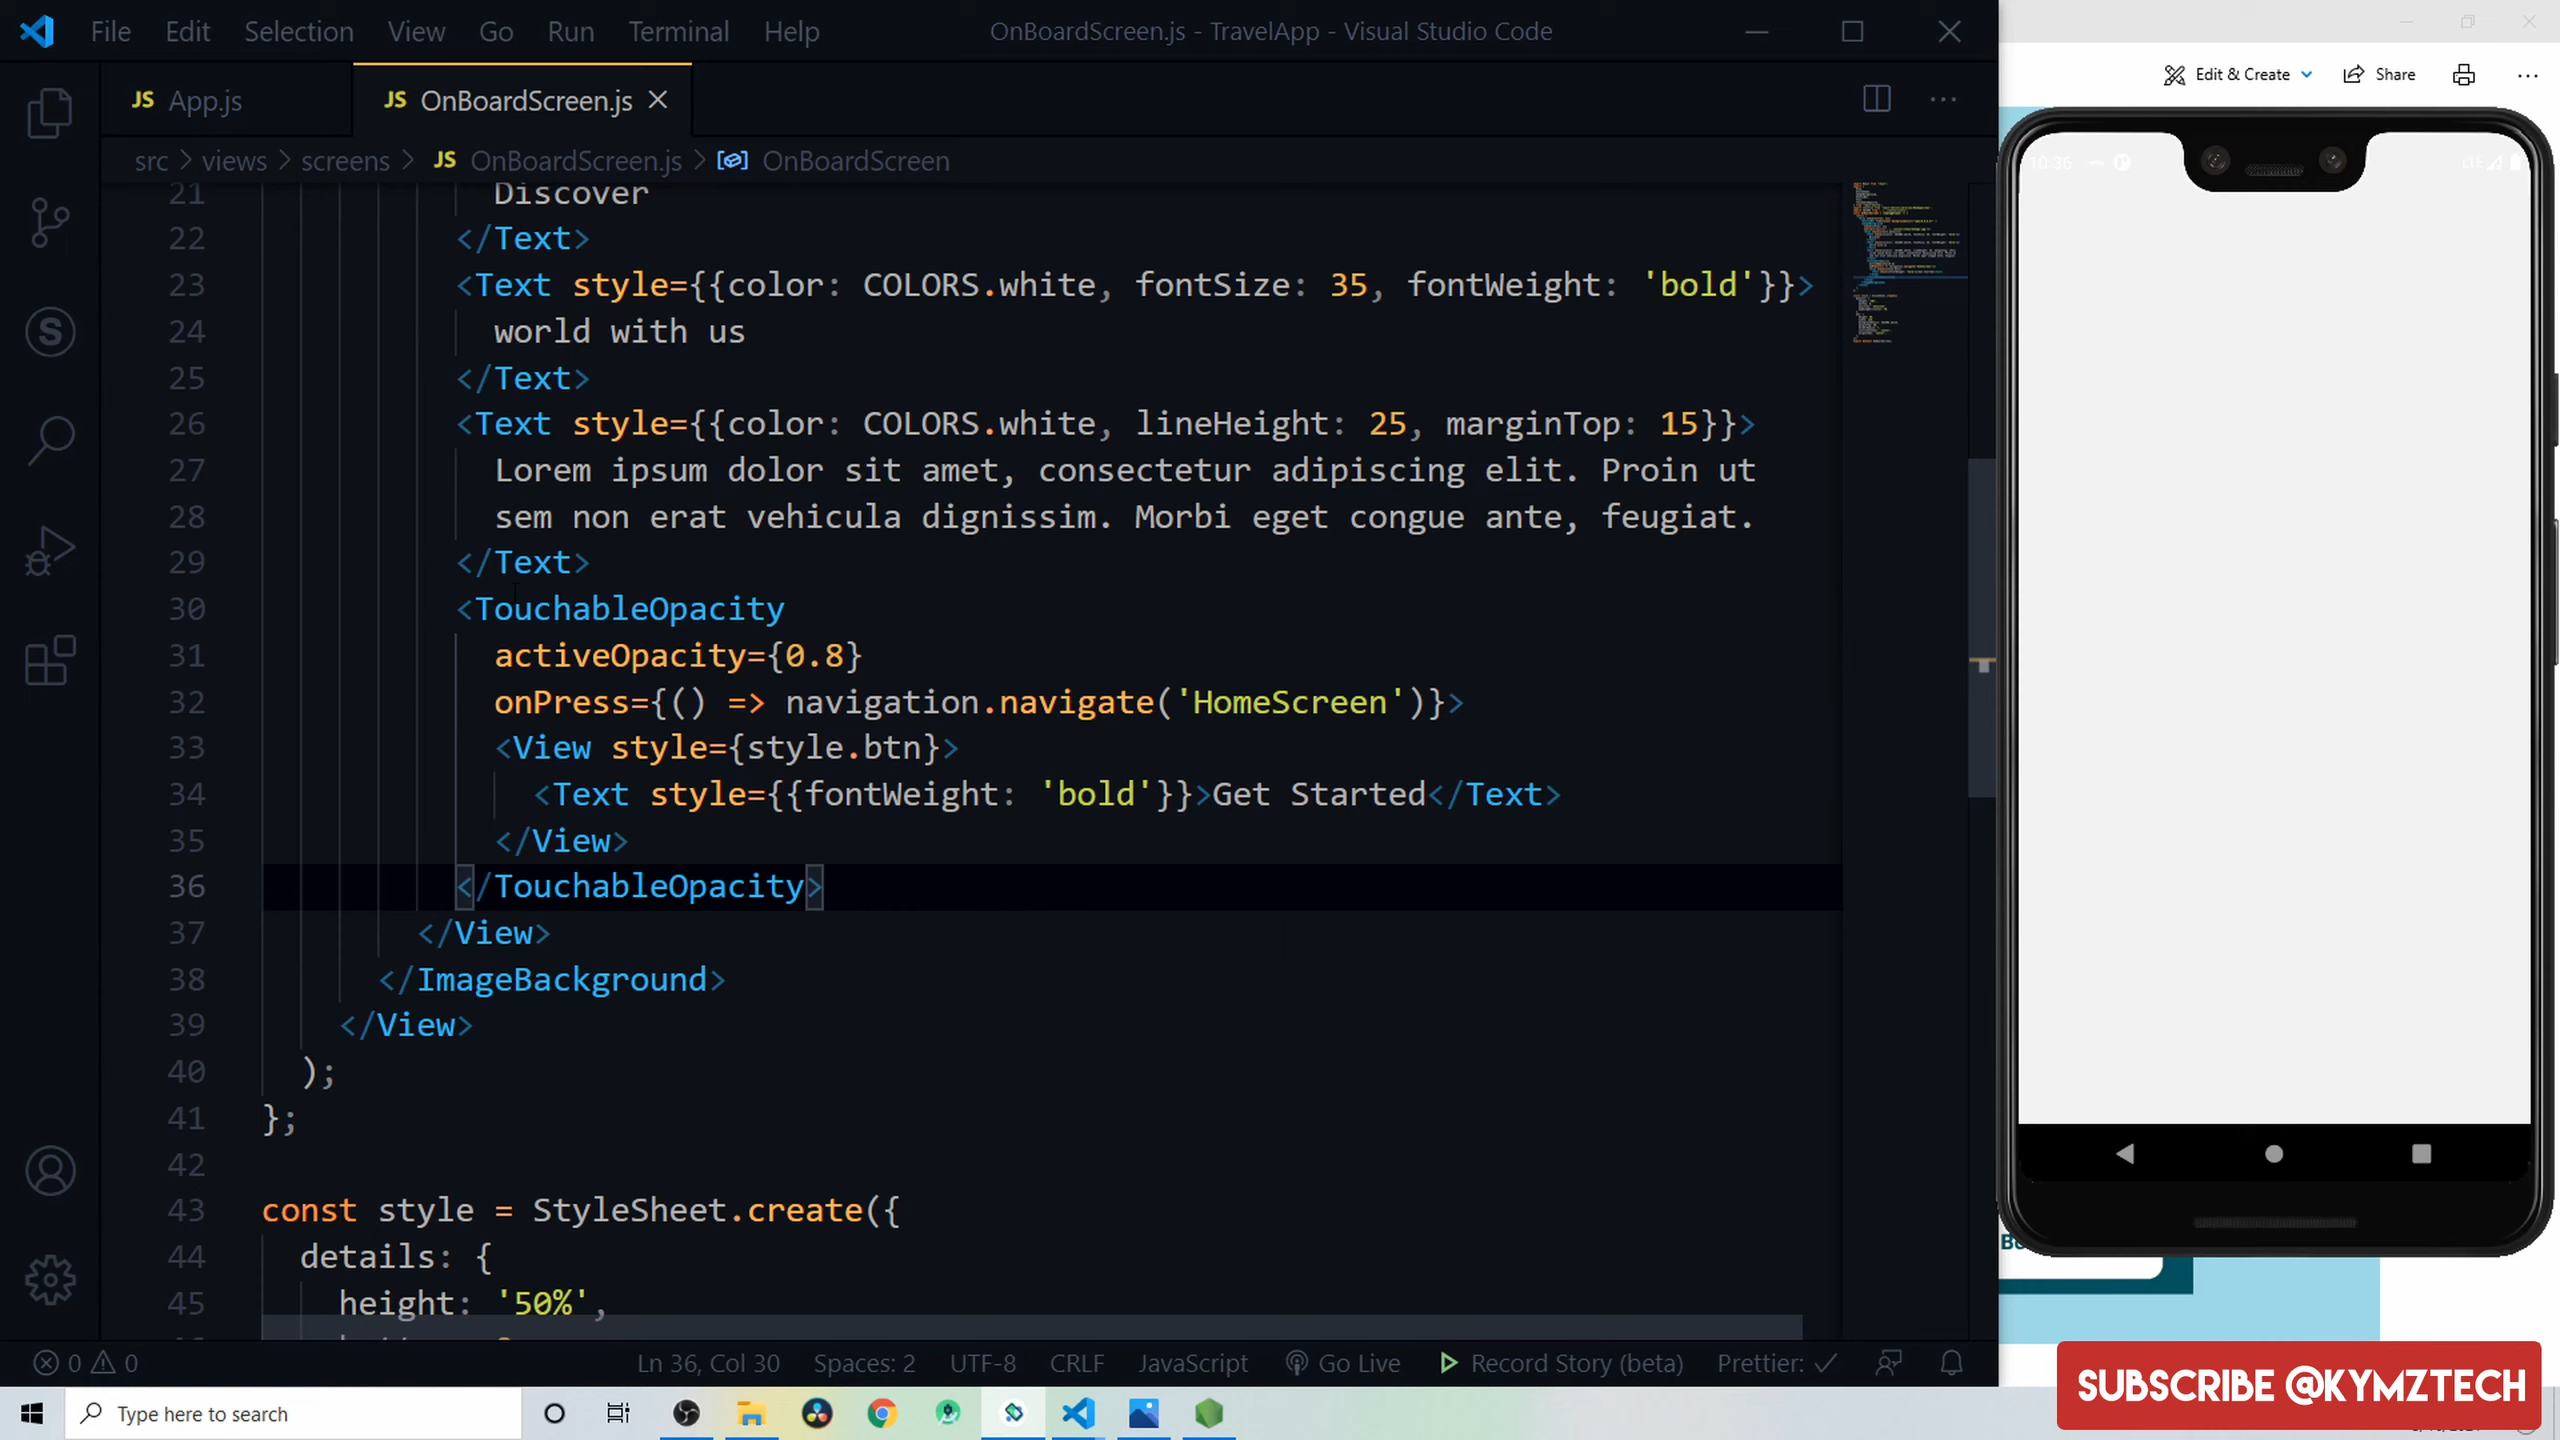 File Edit Selection View Go Run Terminal Help OnBoardScreen.js - TravelApp - Visual Studio Code
Edit & Create Share
JS App.js JS OnBoardScreen.js
src > views > screens > JS OnBoardScreen.js > OnBoardScreen
10:36 LTE
21 Discover
22 </Text>
23 <Text style={{color: COLORS.white, fontSize: 35, fontWeight: 'bold'}}>
24 world with us
25 </Text>
26 <Text style={{color: COLORS.white, lineHeight: 25, marginTop: 15}}>
27 Lorem ipsum dolor sit amet, consectetur adipiscing elit. Proin ut
28 sem non erat vehicula dignissim. Morbi eget congue ante, feugiat.
29 </Text>
30 <TouchableOpacity
31 activeOpacity={0.8}
32 onPress={() => navigation.navigate('HomeScreen')}>
33 <View style={style.btn}>
34 <Text style={{fontWeight: 'bold'}}>Get Started</Text>
35 </View>
36 </TouchableOpacity>
37 </View>
38 </ImageBackground>
39 </View>
40 );
41 };
42
43 const style = StyleSheet.create({
44 details: {
45 height: '50%',
0 0 Ln 36, Col 30 Spaces: 2 UTF-8 CRLF JavaScript Go Live Record Story (beta) Prettier: ✓
SUBSCRIBE @KYMZTECH
Type here to search